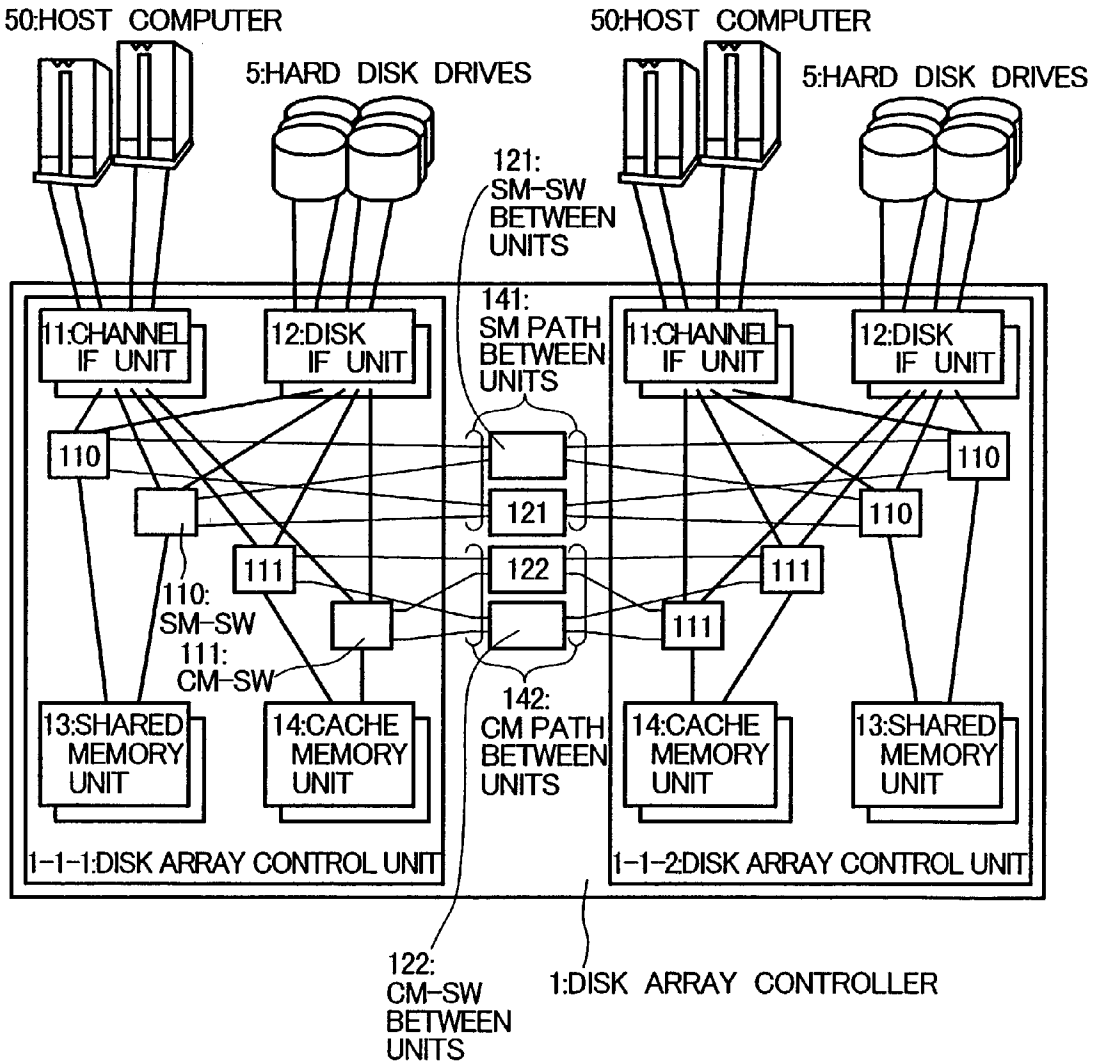 50:HOST COMPUTER
50:HOST COMPUTER
5:HARD DISK DRIVES
5:HARD DISK DRIVES
121:
SM-SW
BETWEEN
UNITS
141:
SM PATH
BETWEEN
UNITS
11:CHANNEL
IF UNIT
12:DISK
IF UNIT
11:CHANNEL
IF UNIT
12:DISK
IF UNIT
110
110
121
110
111
122
111
111
110:
SM-SW
111:
CM-SW
142:
CM PATH
BETWEEN
UNITS
13:SHARED
MEMORY
UNIT
14:CACHE
MEMORY
UNIT
14:CACHE
MEMORY
UNIT
13:SHARED
MEMORY
UNIT
1-1-1:DISK ARRAY CONTROL UNIT
1-1-2:DISK ARRAY CONTROL UNIT
122:
CM-SW
BETWEEN
UNITS
1:DISK ARRAY CONTROLLER